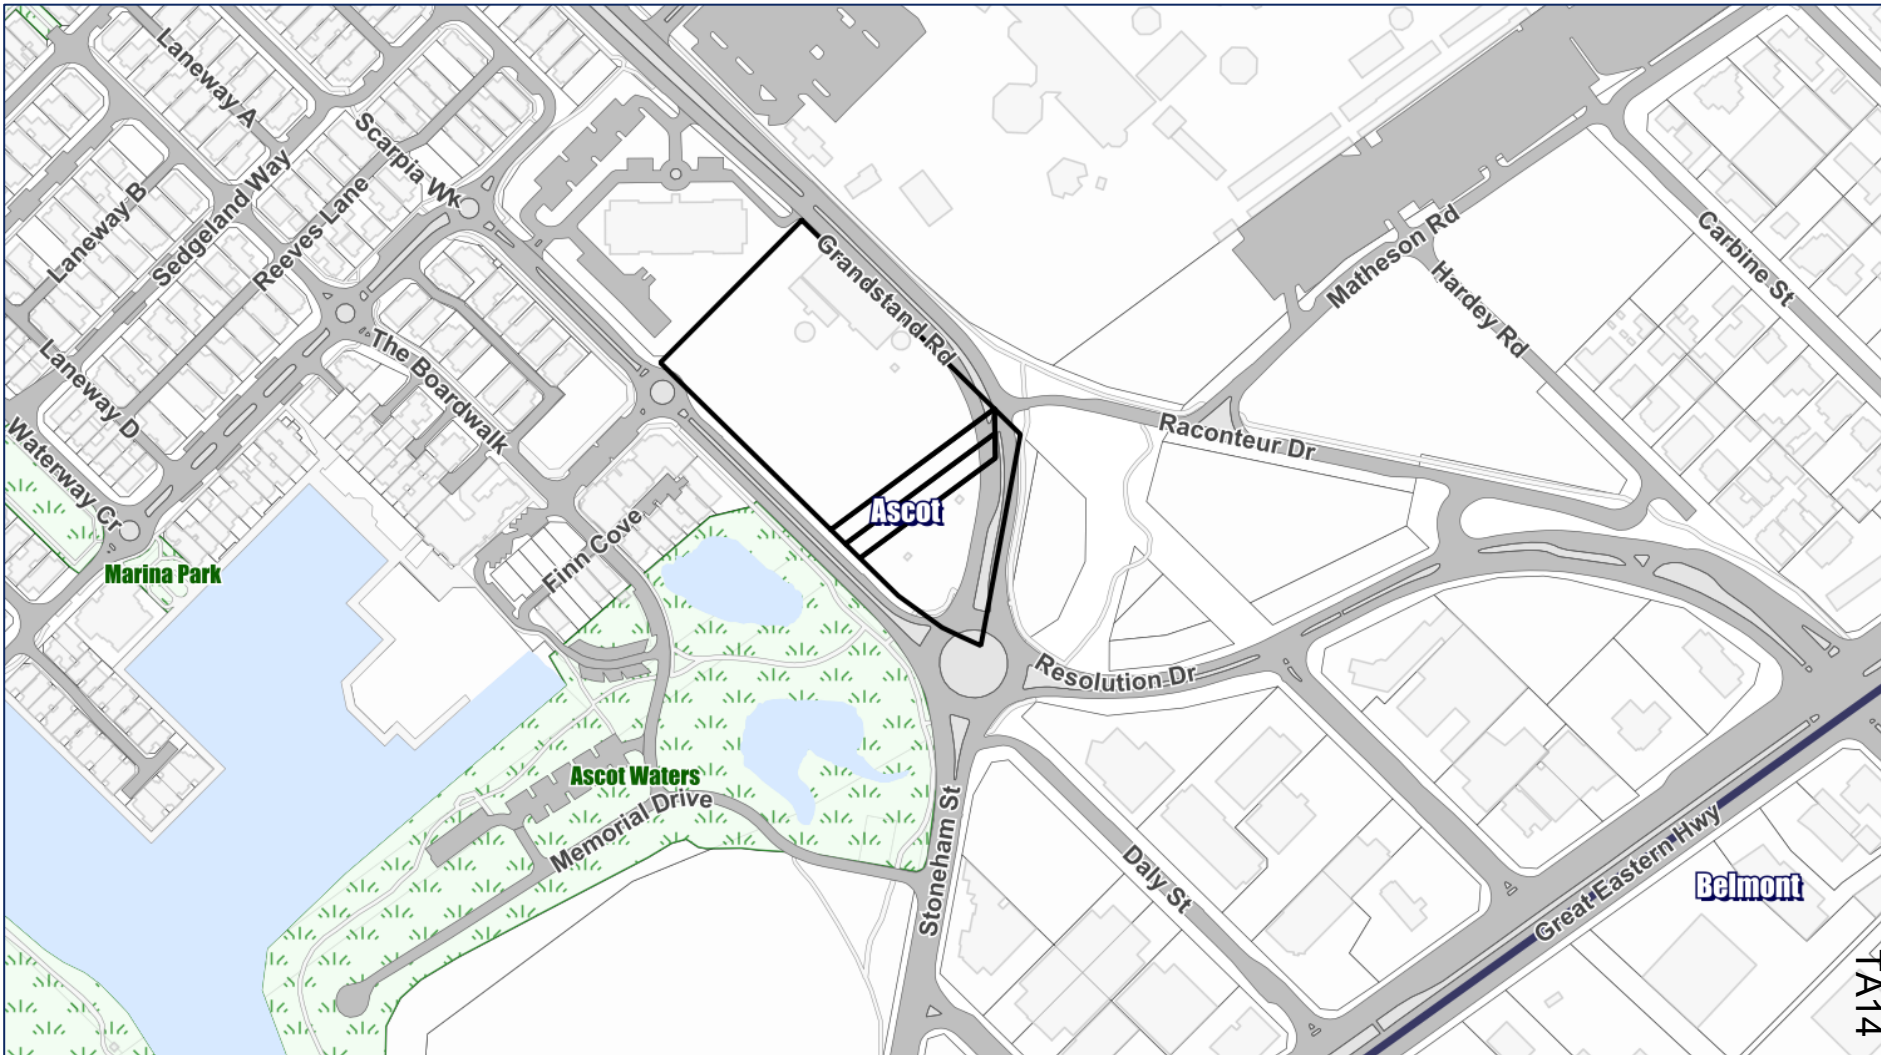 Laneway A
Scarpia Wk
Sedgeland Way
Laneway B
Reeves Lane
Grandstand Rd
Matheson Rd
Carbine St
Hardey Rd
Laneway D
The Boardwalk
Raconteur Dr
Waterway Cr
Ascot
Finn Cove
Marina Park
Resolution Dr
Ascot Waters
Memorial Drive
Stoneham St
Daly St
Great Eastern Hwy
Belmont
TA14